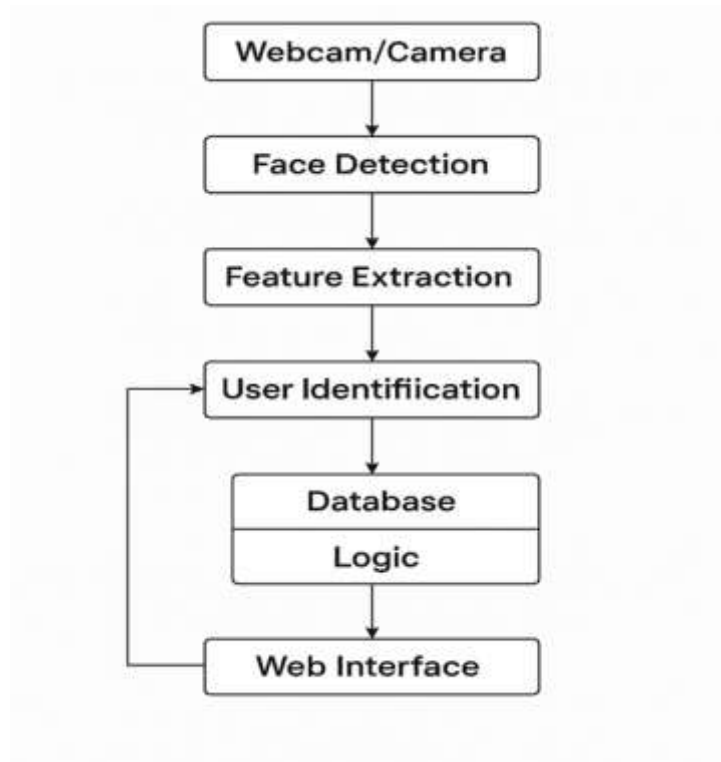 Webcam/Camera
Face Detection
Feature Extraction
User Identifiication
Database
Logic
Web Interface